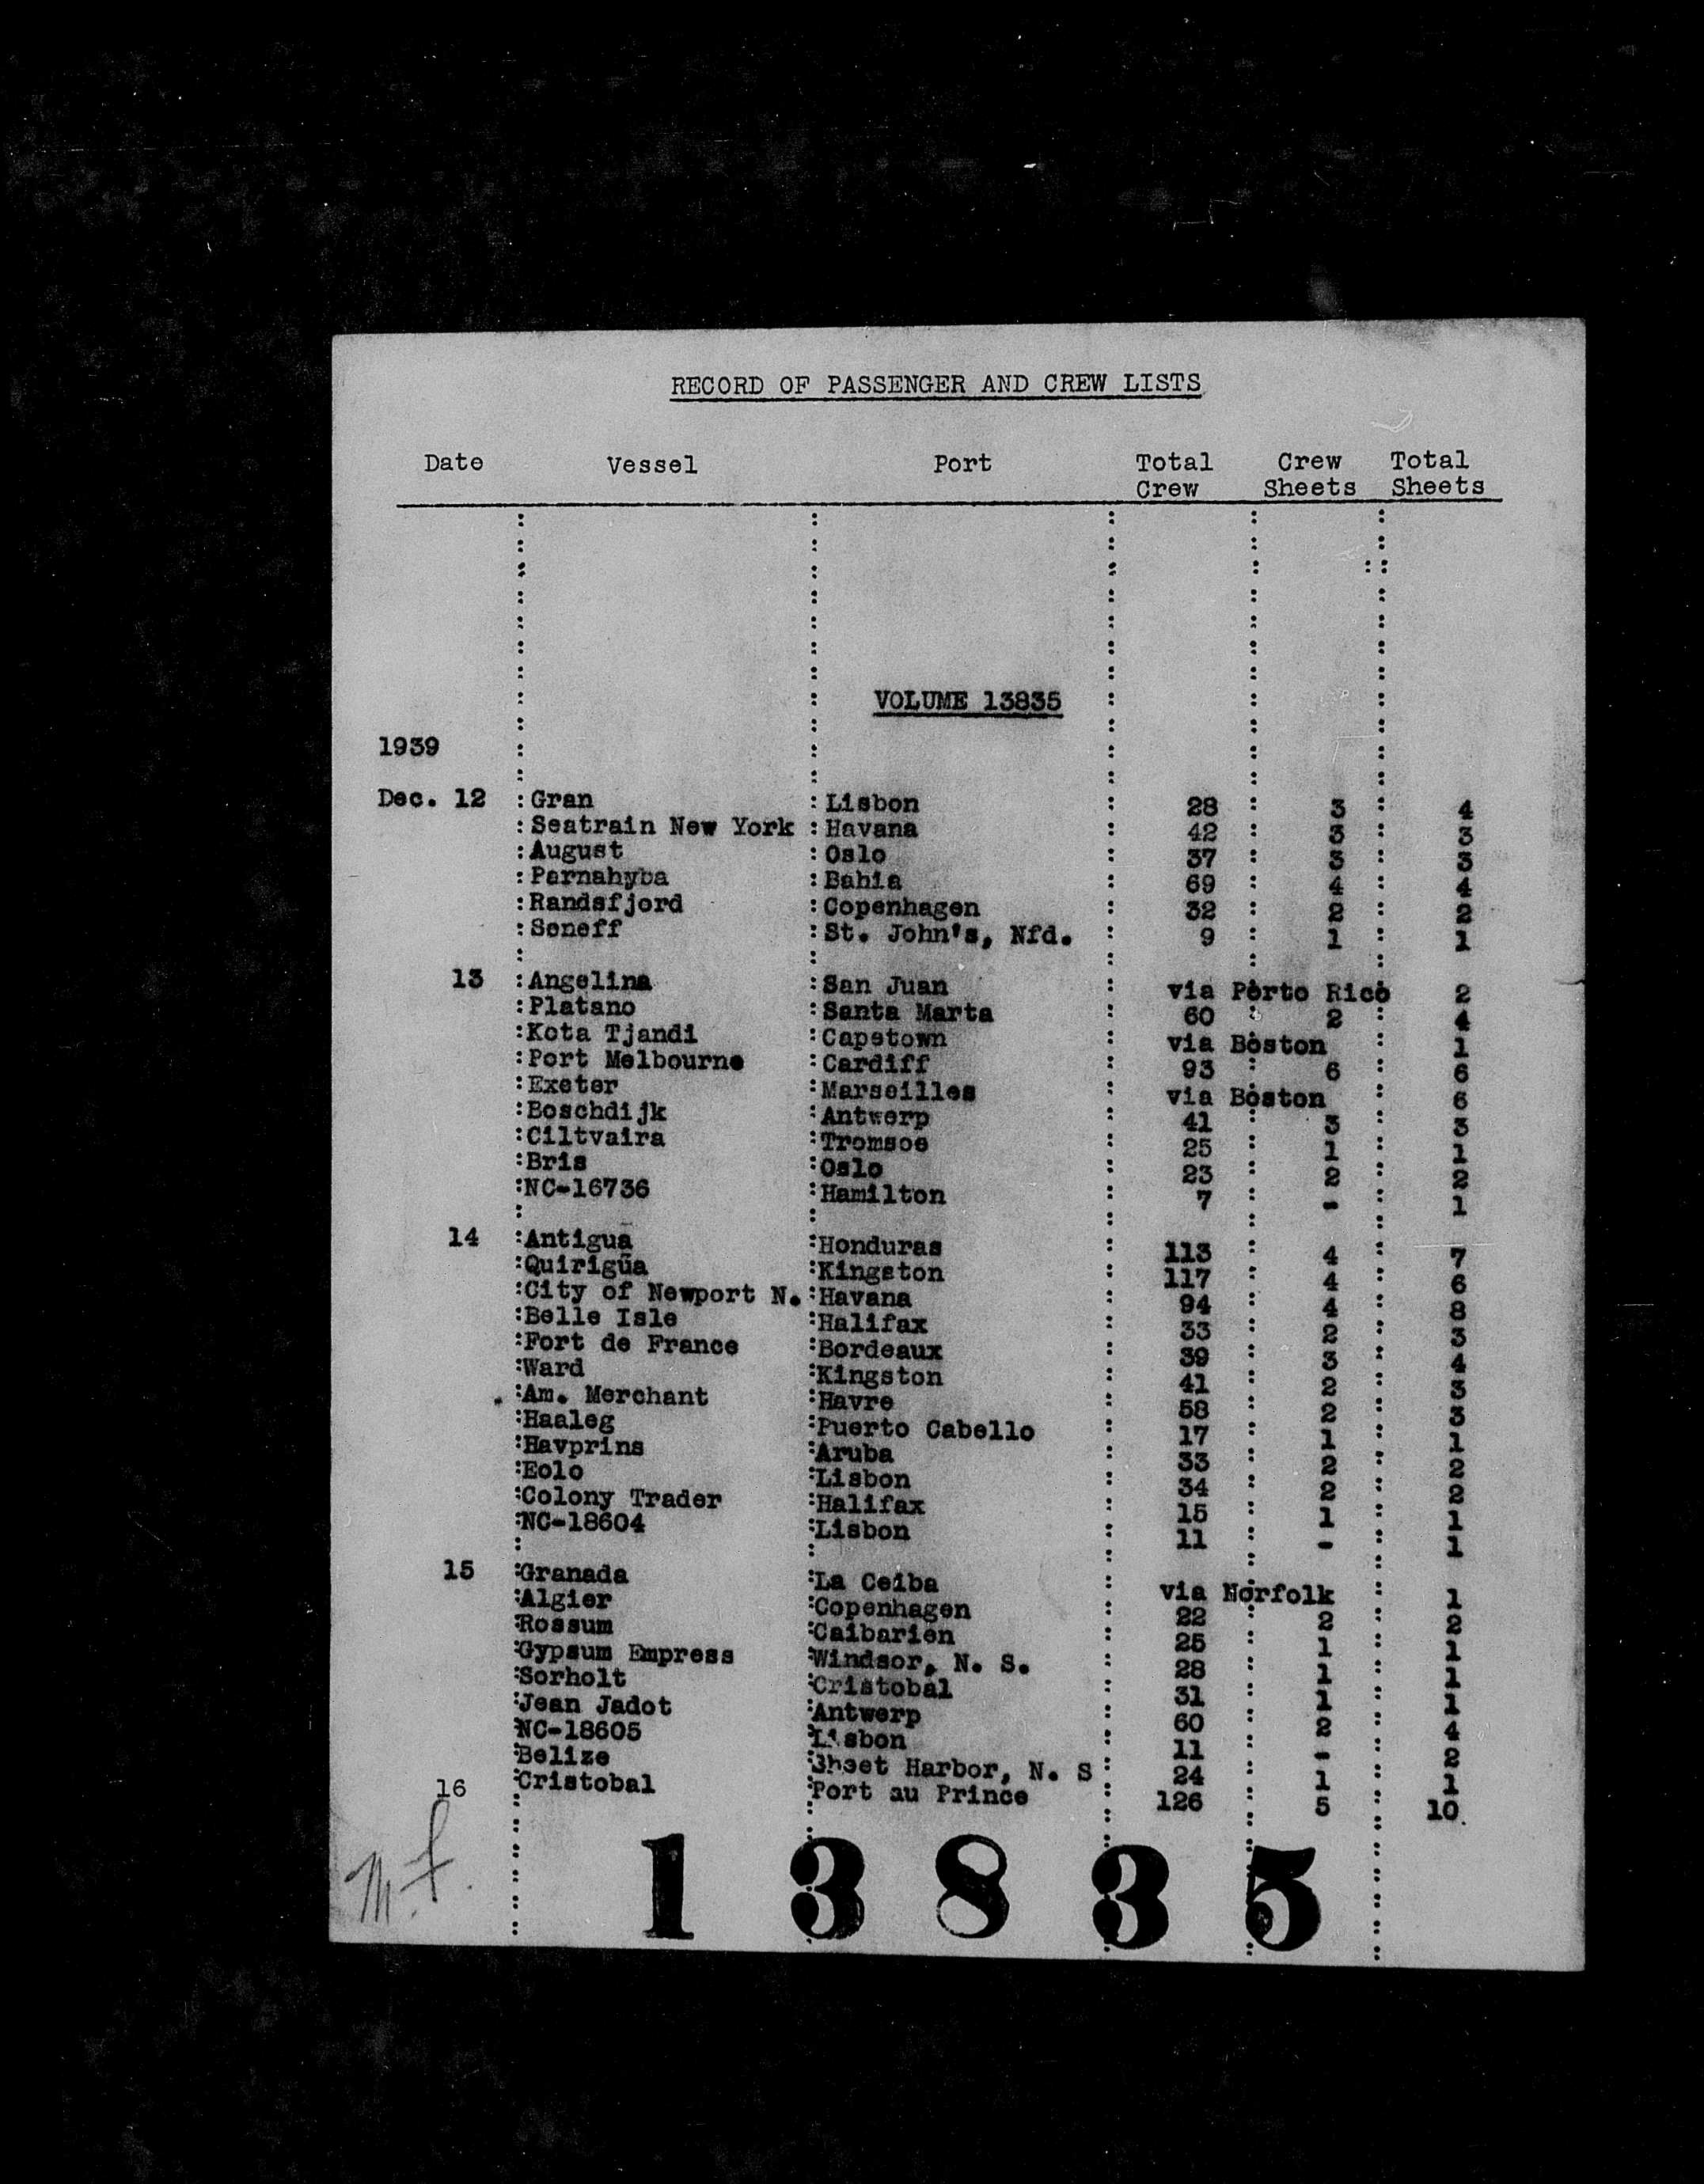 RECORD OF PASSENGER AND CREW LISTS
Date Vessel Port Total Crew Crew Sheets Total Sheets
VOLUME 13835
1939
Dec. 12 :Gran :Lisbon : 28 : 3 : 4
:Seatrain New York :Havana : 42 : 3 : 3
:August :Oslo : 37 : 3 : 3
:Parnahyba :Bahia : 69 : 4 : 4
:Randsfjord :Copenhagen : 32 : 2 : 2
:Seneff :St. John's, Nfd. : 9 : 1 : 1
13 :Angelina :San Juan : via Porto Rico 2
:Platano :Santa Marta : 60 : 2 : 4
:Kota Tjandi :Capetown : via Boston : 1
:Port Melbourne :Cardiff : 93 : 6 : 6
:Exeter :Marseilles : via Boston : 6
:Boschdijk :Antwerp : 41 : 3 : 3
:Ciltvaira :Tromsoe : 25 : 1 : 1
:Bris :Oslo : 23 : 2 : 2
:NC-16736 :Hamilton : 7 : - : 1
14 :Antigua :Honduras : 113 : 4 : 7
:Quirigua :Kingston : 117 : 4 : 6
:City of Newport N. :Havana : 94 : 4 : 8
:Belle Isle :Halifax : 33 : 2 : 3
:Fort de France :Bordeaux : 39 : 3 : 4
:Ward :Kingston : 41 : 2 : 3
:Am. Merchant :Havre : 58 : 2 : 3
:Haaleg :Puerto Cabello : 17 : 1 : 1
:Havprins :Aruba : 33 : 2 : 2
:Eolo :Lisbon : 34 : 2 : 2
:Colony Trader :Halifax : 15 : 1 : 1
:NC-18604 :Lisbon : 11 : - : 1
15 :Granada :La Ceiba : via Norfolk : 1
:Algier :Copenhagen : 22 : 2 : 2
:Rossum :Caibarien : 25 : 1 : 1
:Gypsum Empress :Windsor, N. S. : 28 : 1 : 1
:Sorholt :Cristobal : 31 : 1 : 1
:Jean Jadot :Antwerp : 60 : 2 : 4
:NC-18605 :Lisbon : 11 : - : 2
:Belize :Sheet Harbor, N. S : 24 : 1 : 1
16 :Cristobal :Port au Prince : 126 : 5 : 10
M.f.
13835